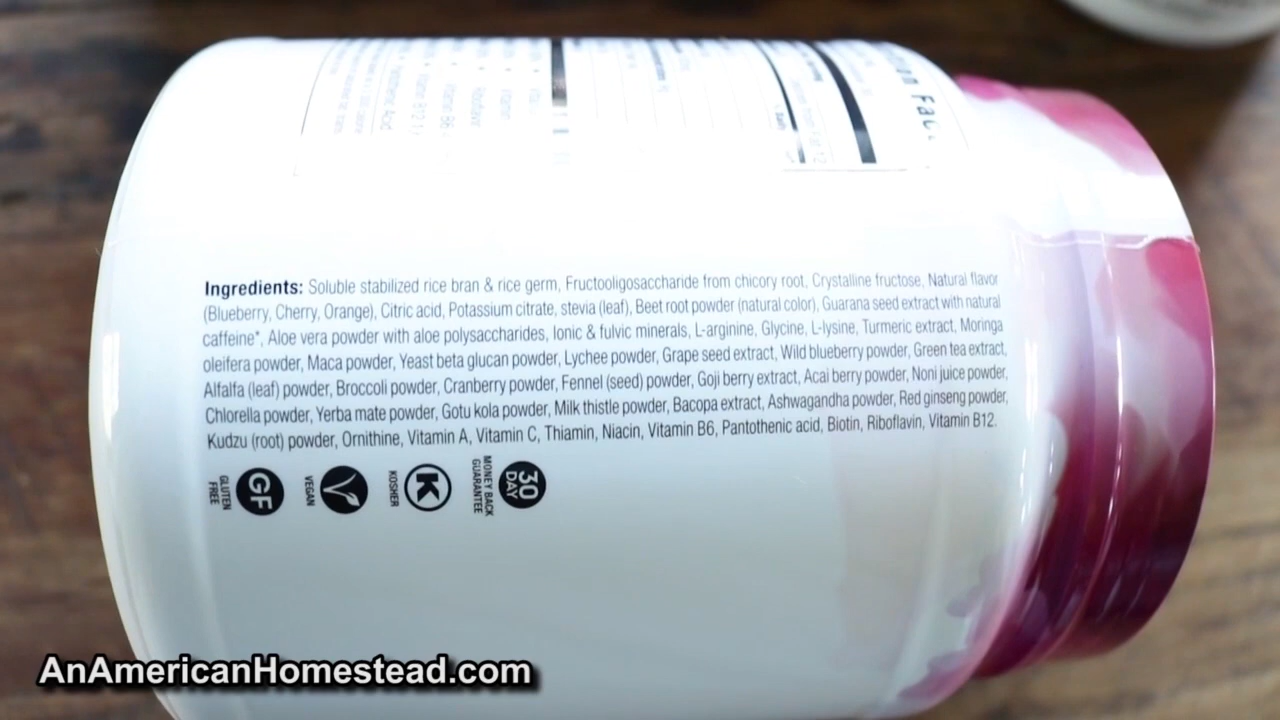 Ingredients: Soluble stabilized rice bran & rice germ, Fructooligosaccharide from chicory root, Crystalline fructose, Natural flavor
(Blueberry, Cherry, Orange), Citric acid, Potassium citrate, stevia (leaf), Beet root powder (natural color), Guarana seed extract with natural
caffeine*, Aloe vera powder with aloe polysaccharides, Ionic & fulvic minerals, L-arginine, Glycine, L-lysine, Turmeric extract, Moringa
oleifera powder, Maca powder, Yeast beta glucan powder, Lychee powder, Grape seed extract, Wild blueberry powder, Green tea extract,
Alfalfa (leaf) powder, Broccoli powder, Cranberry powder, Fennel (seed) powder, Goji berry extract, Acai berry powder, Noni juice powder,
Chlorella powder, Yerba mate powder, Gotu kola powder, Milk thistle powder, Bacopa extract, Ashwagandha powder, Red ginseng powder,
Kudzu (root) powder, Ornithine, Vitamin A, Vitamin C, Thiamin, Niacin, Vitamin B6, Pantothenic acid, Biotin, Riboflavin, Vitamin B12.
30
DAY
MONEY BACK
GUARANTEE
K
KOSHER
V
VEGAN
GF
GLUTEN
FREE
AnAmericanHomestead.com